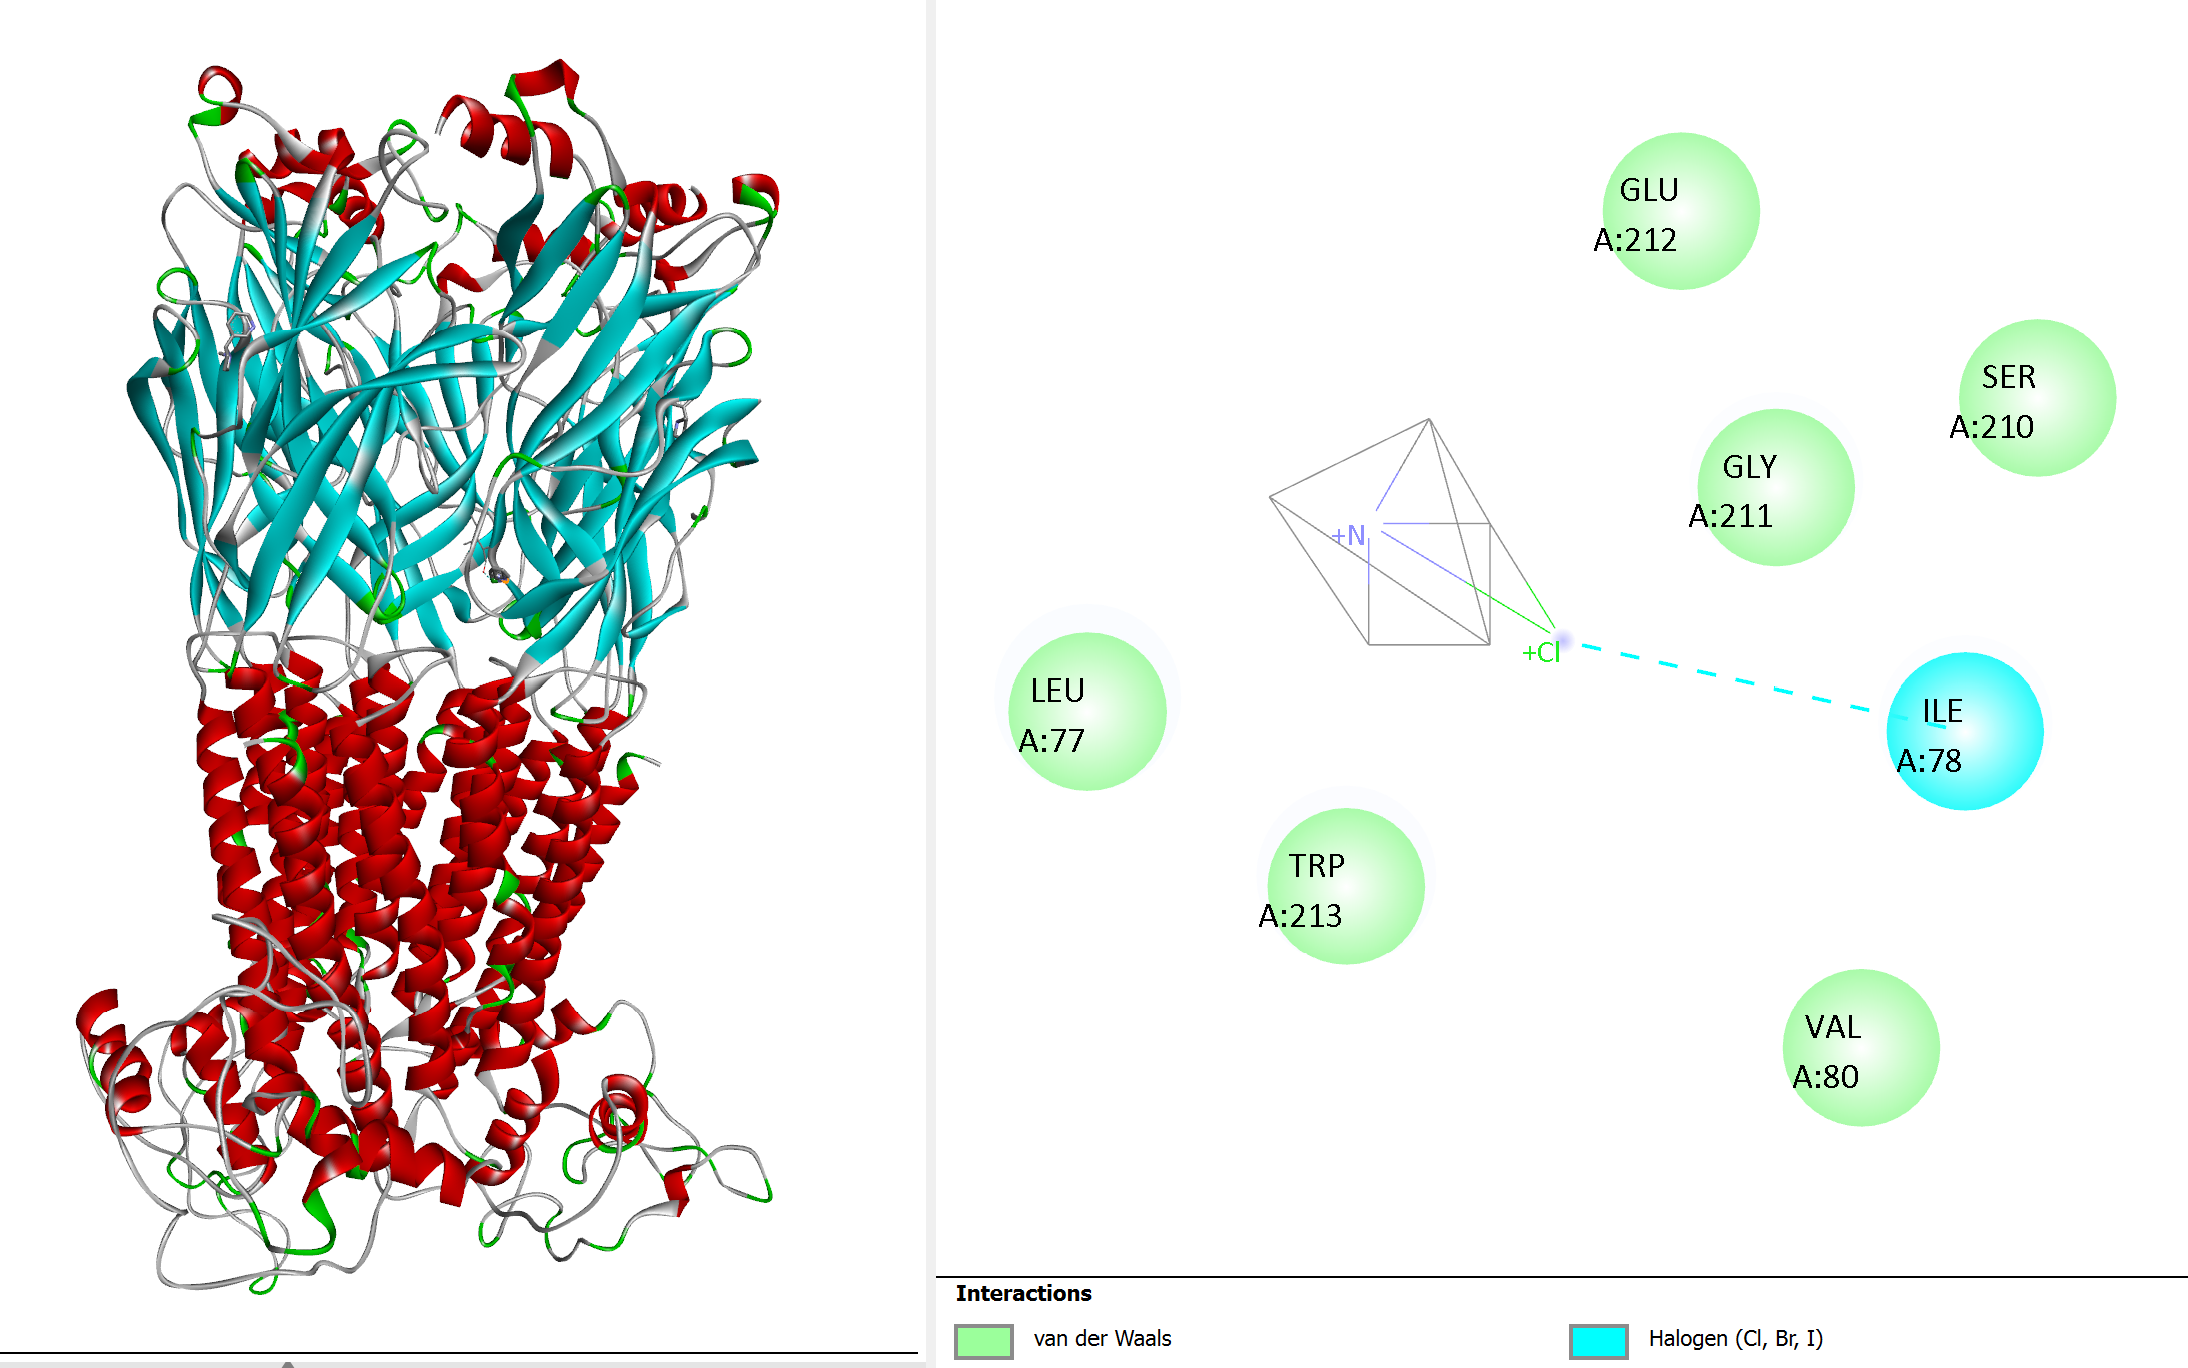 GLU
A:212
SER
A:210
GLY
A:211
+N
+Cl
LEU
A:77
ILE
A:78
TRP
A:213
VAL
A:80
Interactions
van der Waals
Halogen (Cl, Br, I)